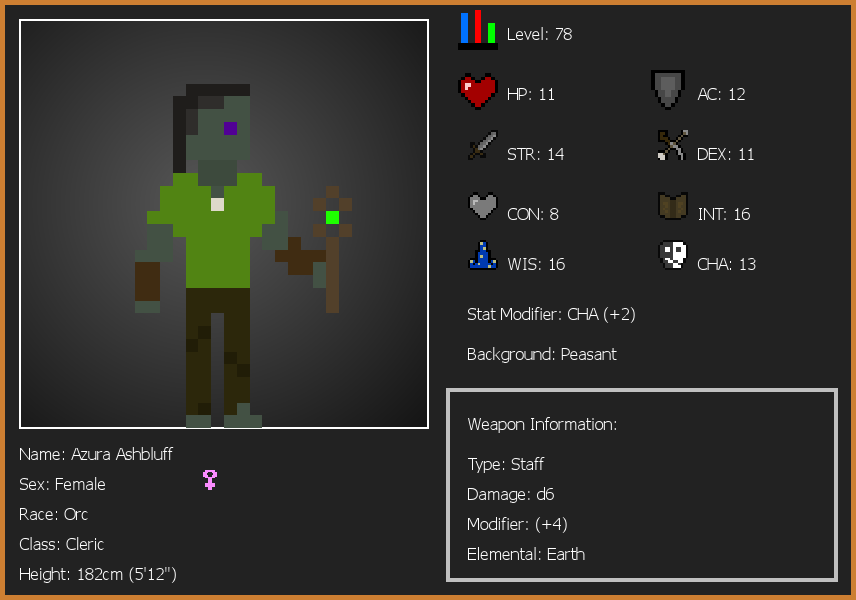 Level: 78
HP: 11
AC: 12
STR: 14
DEX: 11
CON: 8
INT: 16
WIS: 16
CHA: 13
Stat Modifier: CHA (+2)
Background: Peasant
Weapon Information:
Type: Staff
Damage: d6
Modifier: (+4)
Elemental: Earth
Name: Azura Ashbluff
Sex: Female
Race: Orc
Class: Cleric
Height: 182cm (5'12")